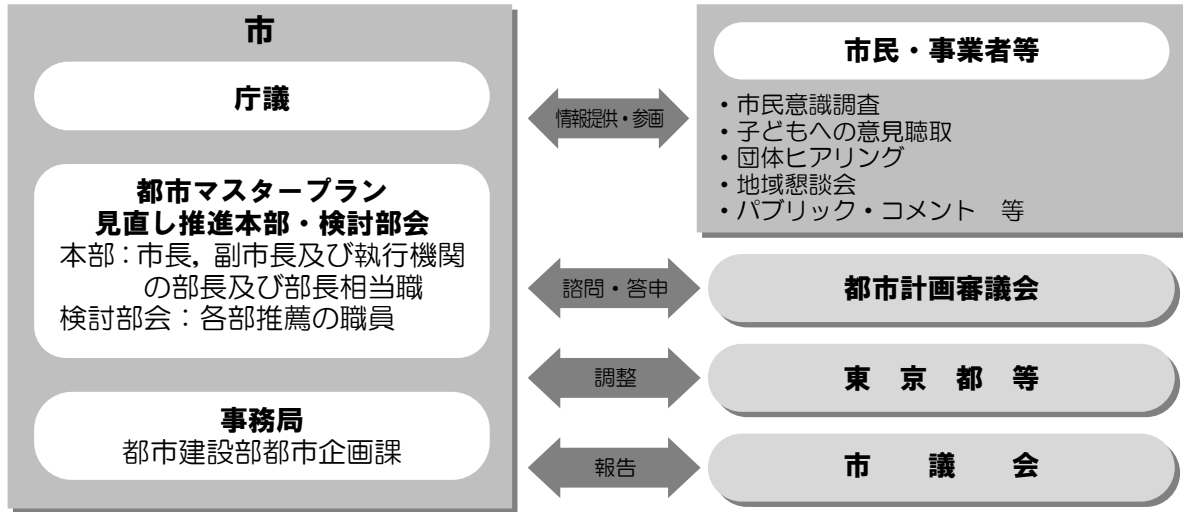 市
庁議
都市マスタープラン
見直し推進本部・検討部会
本部：市長，副市長及び執行機関
の部長及び部長相当職
検討部会：各部推薦の職員
事務局
都市建設部都市企画課
情報提供・参画
諮問・答申
調整
報告
市民・事業者等
・市民意識調査
・子どもへの意見聴取
・団体ヒアリング
・地域懇談会
・パブリック・コメント　等
都市計画審議会
東　京　都　等
市　議　会